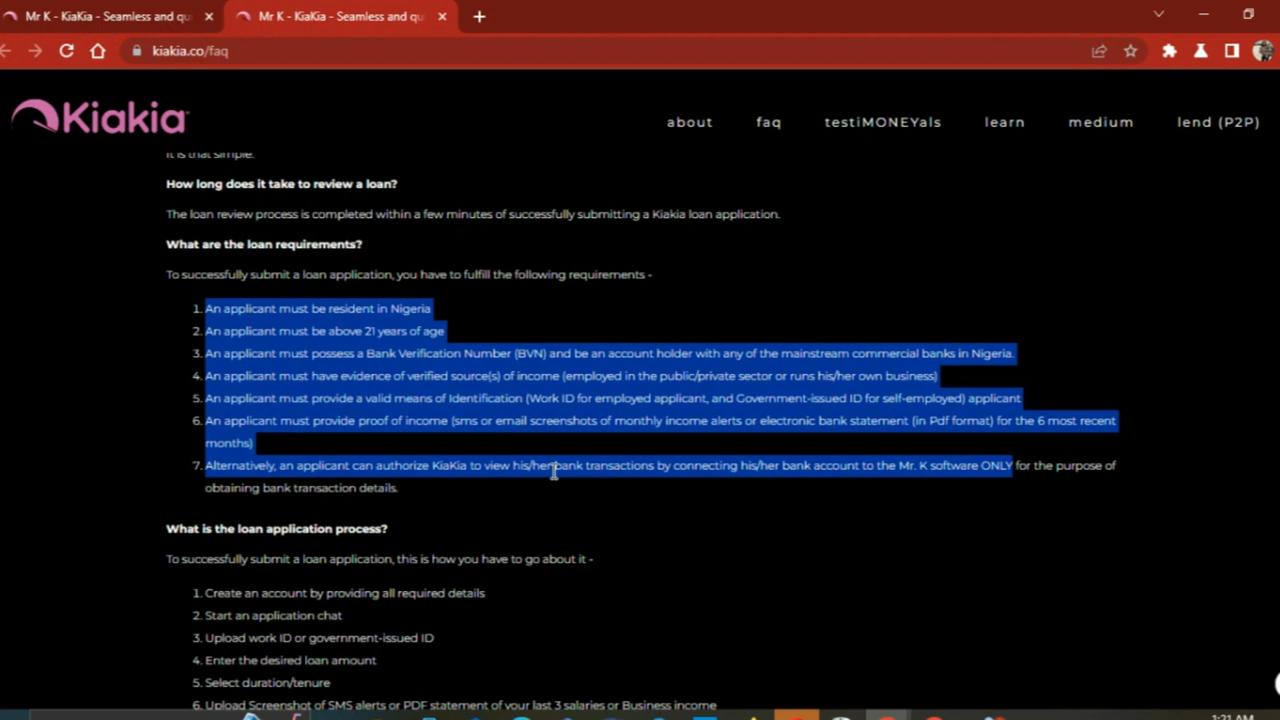 Mr K - KiaKia - Seamless and qu
Mr K - KiaKia - Seamless and qu
kiakia.co/faq
Kiakia
about faq testiMONEYals learn medium lend (P2P)
It is that simple.
How long does it take to review a loan?
The loan review process is completed within a few minutes of successfully submitting a Kiakia loan application.
What are the loan requirements?
To successfully submit a loan application, you have to fulfill the following requirements -
1. An applicant must be resident in Nigeria
2. An applicant must be above 21 years of age
3. An applicant must possess a Bank Verification Number (BVN) and be an account holder with any of the mainstream commercial banks in Nigeria.
4. An applicant must have evidence of verified source(s) of income (employed in the public/private sector or runs his/her own business)
5. An applicant must provide a valid means of Identification (Work ID for employed applicant, and Government-issued ID for self-employed) applicant
6. An applicant must provide proof of income (sms or email screenshots of monthly income alerts or electronic bank statement (in Pdf format) for the 6 most recent
months)
7. Alternatively, an applicant can authorize KiaKia to view his/her bank transactions by connecting his/her bank account to the Mr. K software ONLY for the purpose of
obtaining bank transaction details.
What is the loan application process?
To successfully submit a loan application, this is how you have to go about it -
1. Create an account by providing all required details
2. Start an application chat
3. Upload work ID or government-issued ID
4. Enter the desired loan amount
5. Select duration/tenure
6. Upload Screenshot of SMS alerts or PDF statement of your last 3 salaries or Business income
1:21 AM